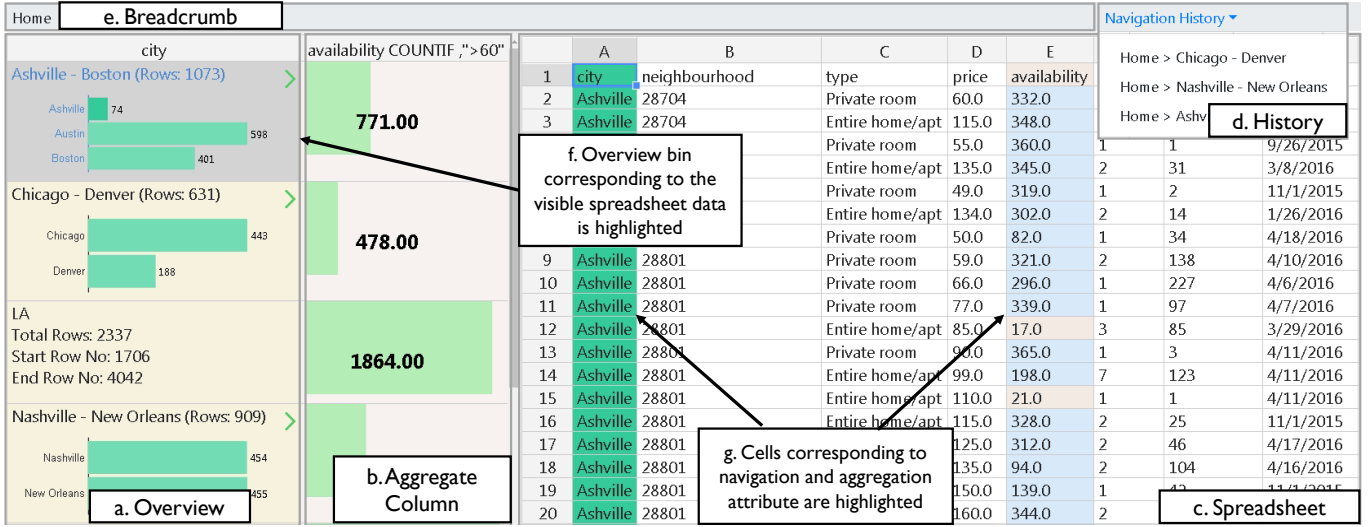 Home
e. Breadcrumb
Navigation History
Home > Chicago - Denver
Home > Nashville - New Orleans
Home > Ashv
d. History
city
Ashville - Boston (Rows: 1073)
Ashville 74
Austin 598
Boston 401
Chicago - Denver (Rows: 631)
Chicago 443
Denver 188
LA
Total Rows: 2337
Start Row No: 1706
End Row No: 4042
Nashville - New Orleans (Rows: 909)
Nashville 454
New Orleans 455
a. Overview
availability COUNTIF ,">60"
771.00
478.00
1864.00
b. Aggregate
Column
A B C D E
1 city neighbourhood type price availability
2 Ashville 28704 Private room 60.0 332.0
3 Ashville 28704 Entire home/apt 115.0 348.0
Private room 55.0 360.0 1 1 9/26/2015
Entire home/apt 135.0 345.0 2 31 3/8/2016
Private room 49.0 319.0 1 2 11/1/2015
Entire home/apt 134.0 302.0 2 14 1/26/2016
Private room 50.0 82.0 1 34 4/18/2016
9 Ashville 28801 Private room 59.0 321.0 2 138 4/10/2016
10 Ashville 28801 Private room 66.0 296.0 1 227 4/6/2016
11 Ashville 28801 Private room 77.0 339.0 1 97 4/7/2016
12 Ashville 28801 Entire home/apt 85.0 17.0 3 85 3/29/2016
13 Ashville 28801 Private room 90.0 365.0 1 3 4/11/2016
14 Ashville 28801 Entire home/apt 99.0 198.0 7 123 4/11/2016
15 Ashville 28801 Entire home/apt 110.0 21.0 1 1 4/11/2016
16 Ashville 28801 Entire home/apt 115.0 328.0 2 25 11/1/2015
17 Ashville 28801 125.0 312.0 2 46 4/17/2016
18 Ashville 28801 135.0 94.0 2 104 4/16/2016
19 Ashville 28801 150.0 139.0 1
20 Ashville 28801 160.0 344.0 2
f. Overview bin
corresponding to the
visible spreadsheet data
is highlighted
g. Cells corresponding to
navigation and aggregation
attribute are highlighted
c. Spreadsheet